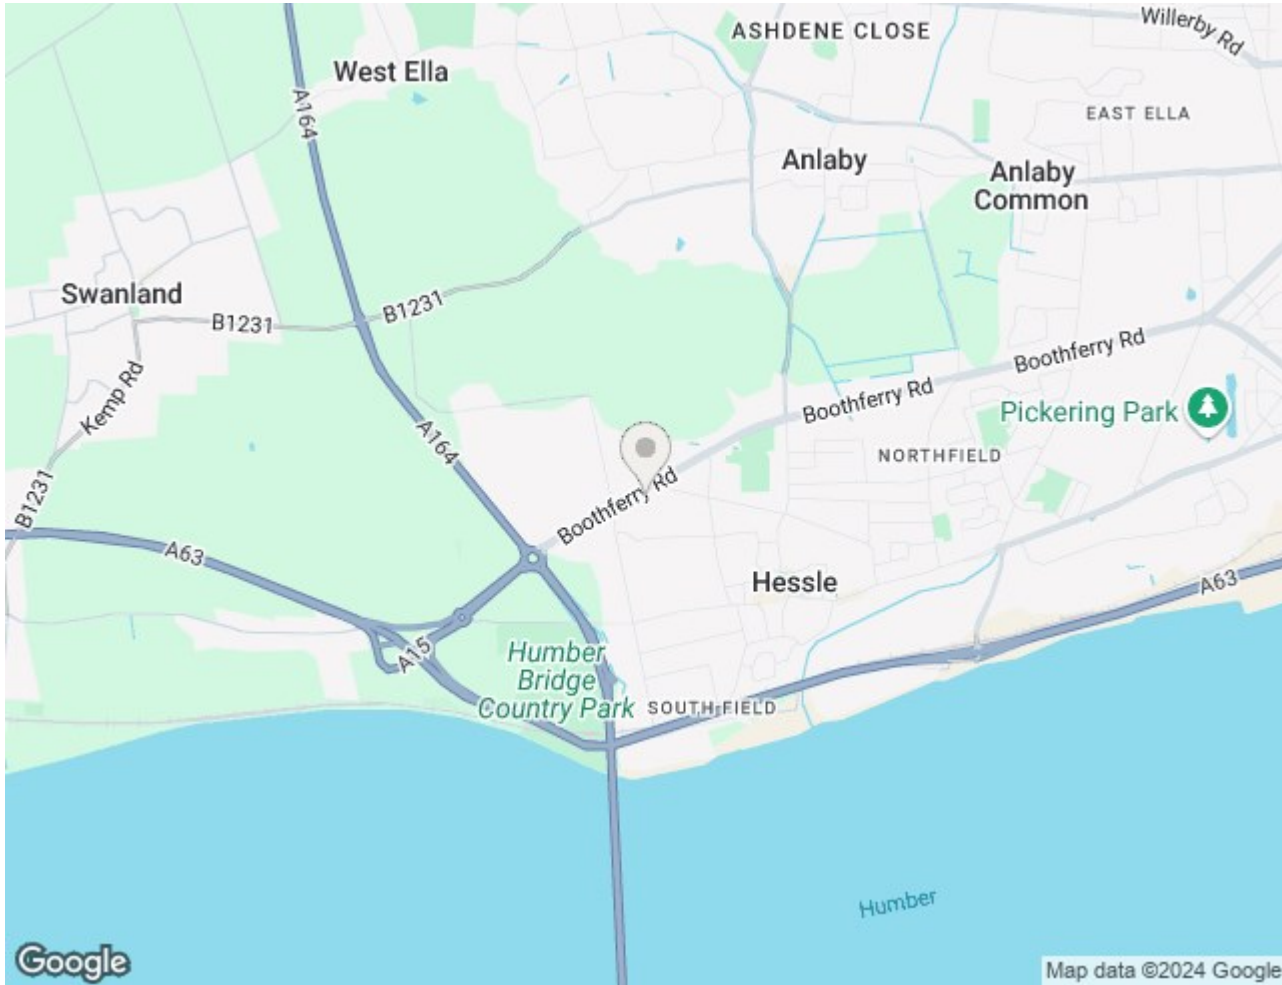 Willerby Rd
ASHDENE CLOSE
West Ella
A164
EAST ELLA
Anlaby
Anlaby
Common
Swanland
B1231
B1231
Boothferry Rd
Kemp Rd
Boothferry Rd
Pickering Park
A164
NORTHFIELD
B1231
Boothferry Rd
A63
Hessle
A63
A15
Humber
Bridge
Country Park
SOUTH FIELD
Humber
Google
Map data ©2024 Google